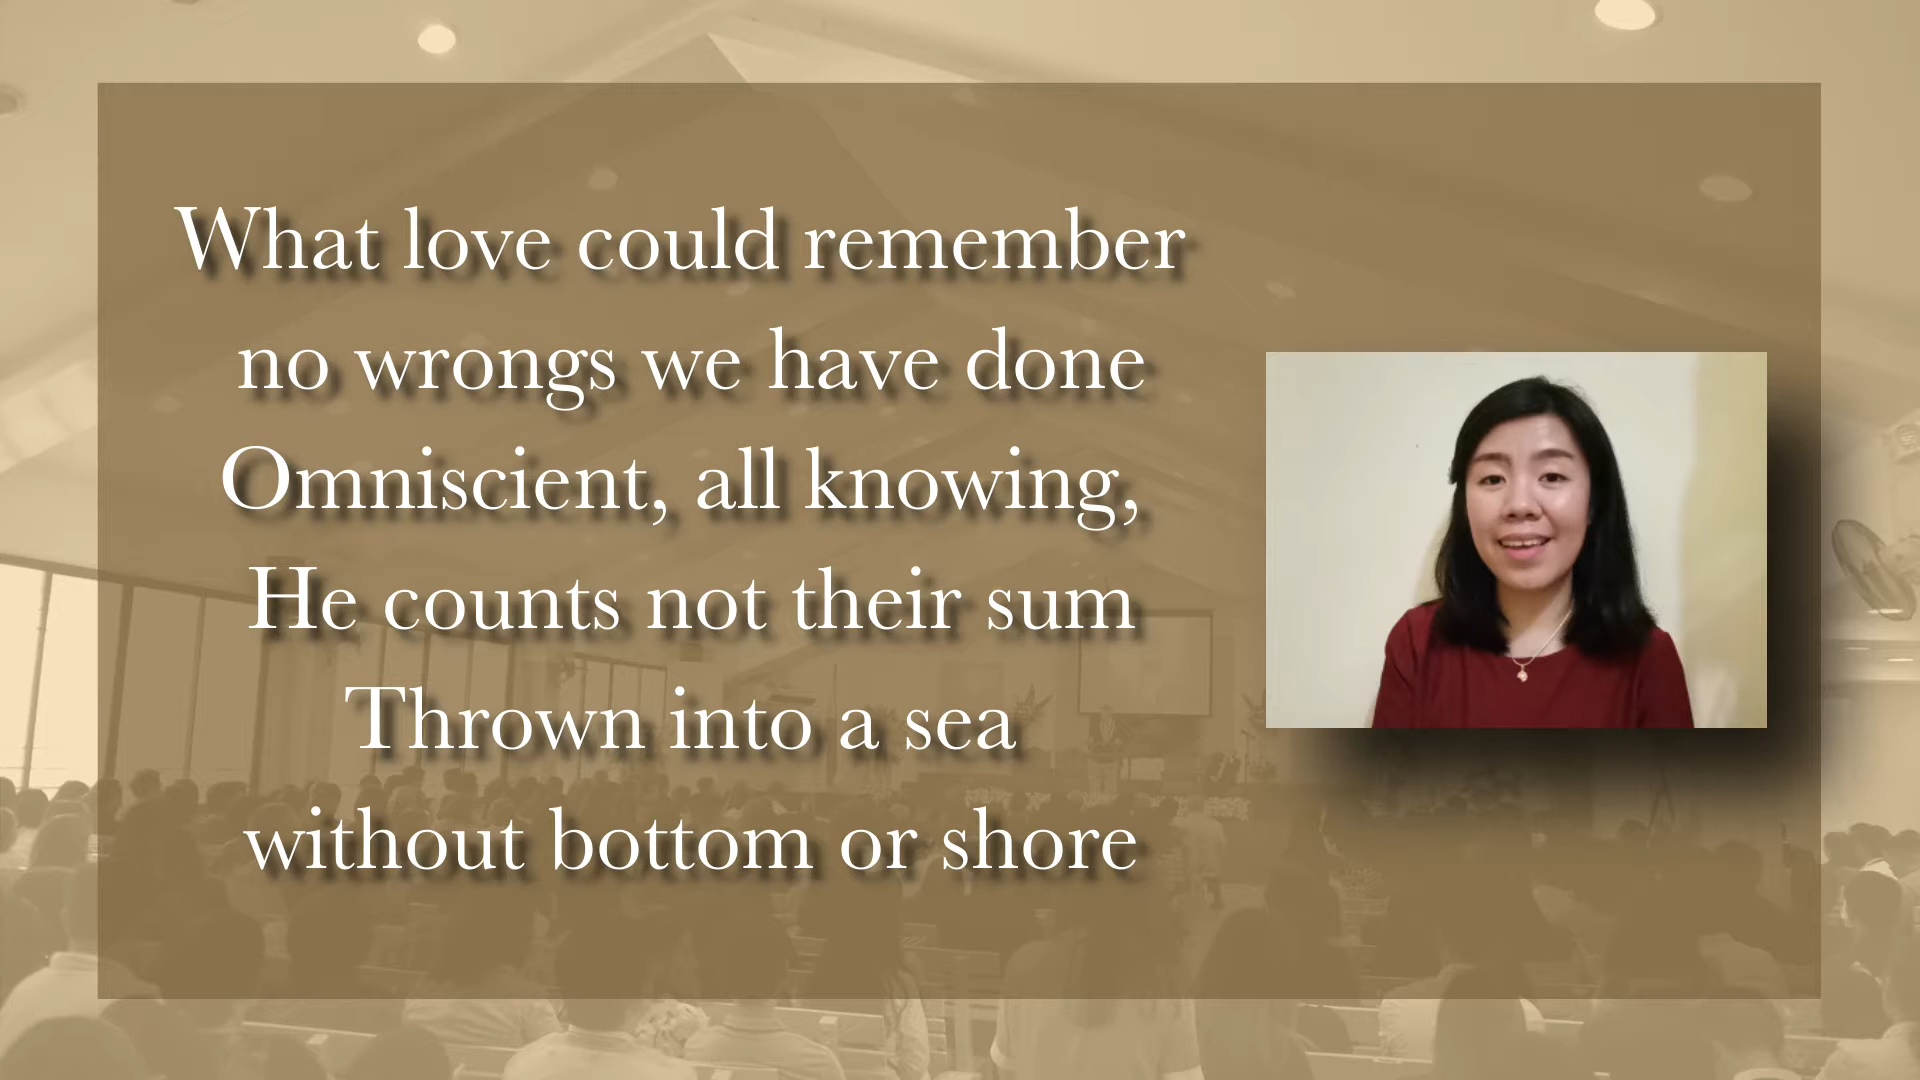 What love could remember
no wrongs we have done
Omniscient, all knowing,
He counts not their sum
Thrown into a sea
without bottom or shore